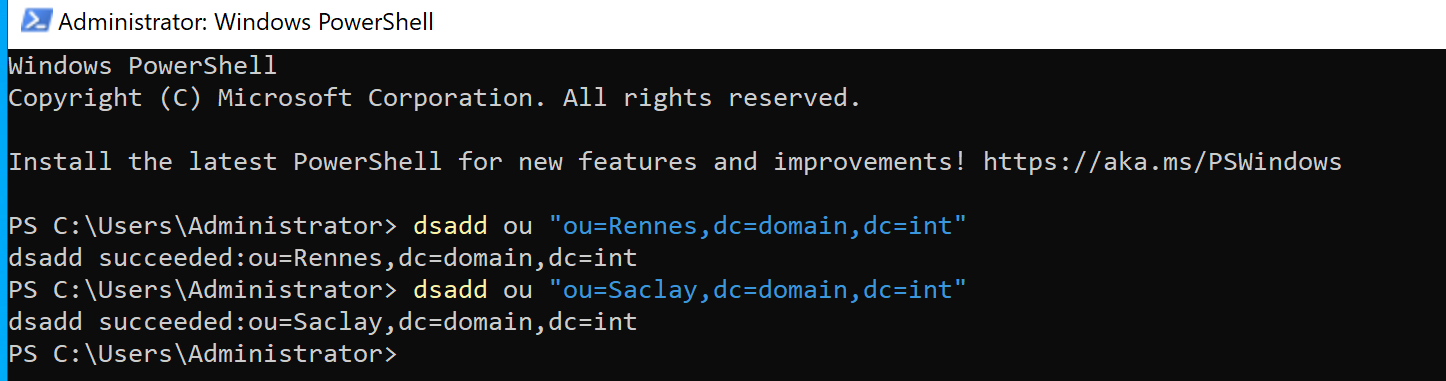 Administrator: Windows PowerShell
Windows PowerShell
Copyright (C) Microsoft Corporation. All rights reserved.
Install the latest PowerShell for new features and improvements! https://aka.ms/PSWindows
PS C:\Users\Administrator> dsadd ou "ou=Rennes,dc=domain,dc=int"
dsadd succeeded:ou=Rennes,dc=domain,dc=int
PS C:\Users\Administrator> dsadd ou "ou=Saclay,dc=domain,dc=int"
dsadd succeeded:ou=Saclay,dc=domain,dc=int
PS C:\Users\Administrator>